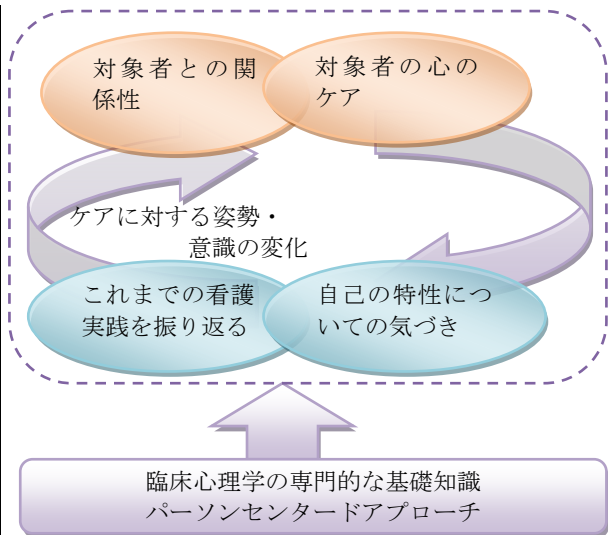 対象者との関
係性
対象者の心の
ケア
ケアに対する姿勢・
意識の変化
これまでの看護
実践を振り返る
自己の特性につ
いての気づき
臨床心理学の専門的な基礎知識
パーソンセンタードアプローチ